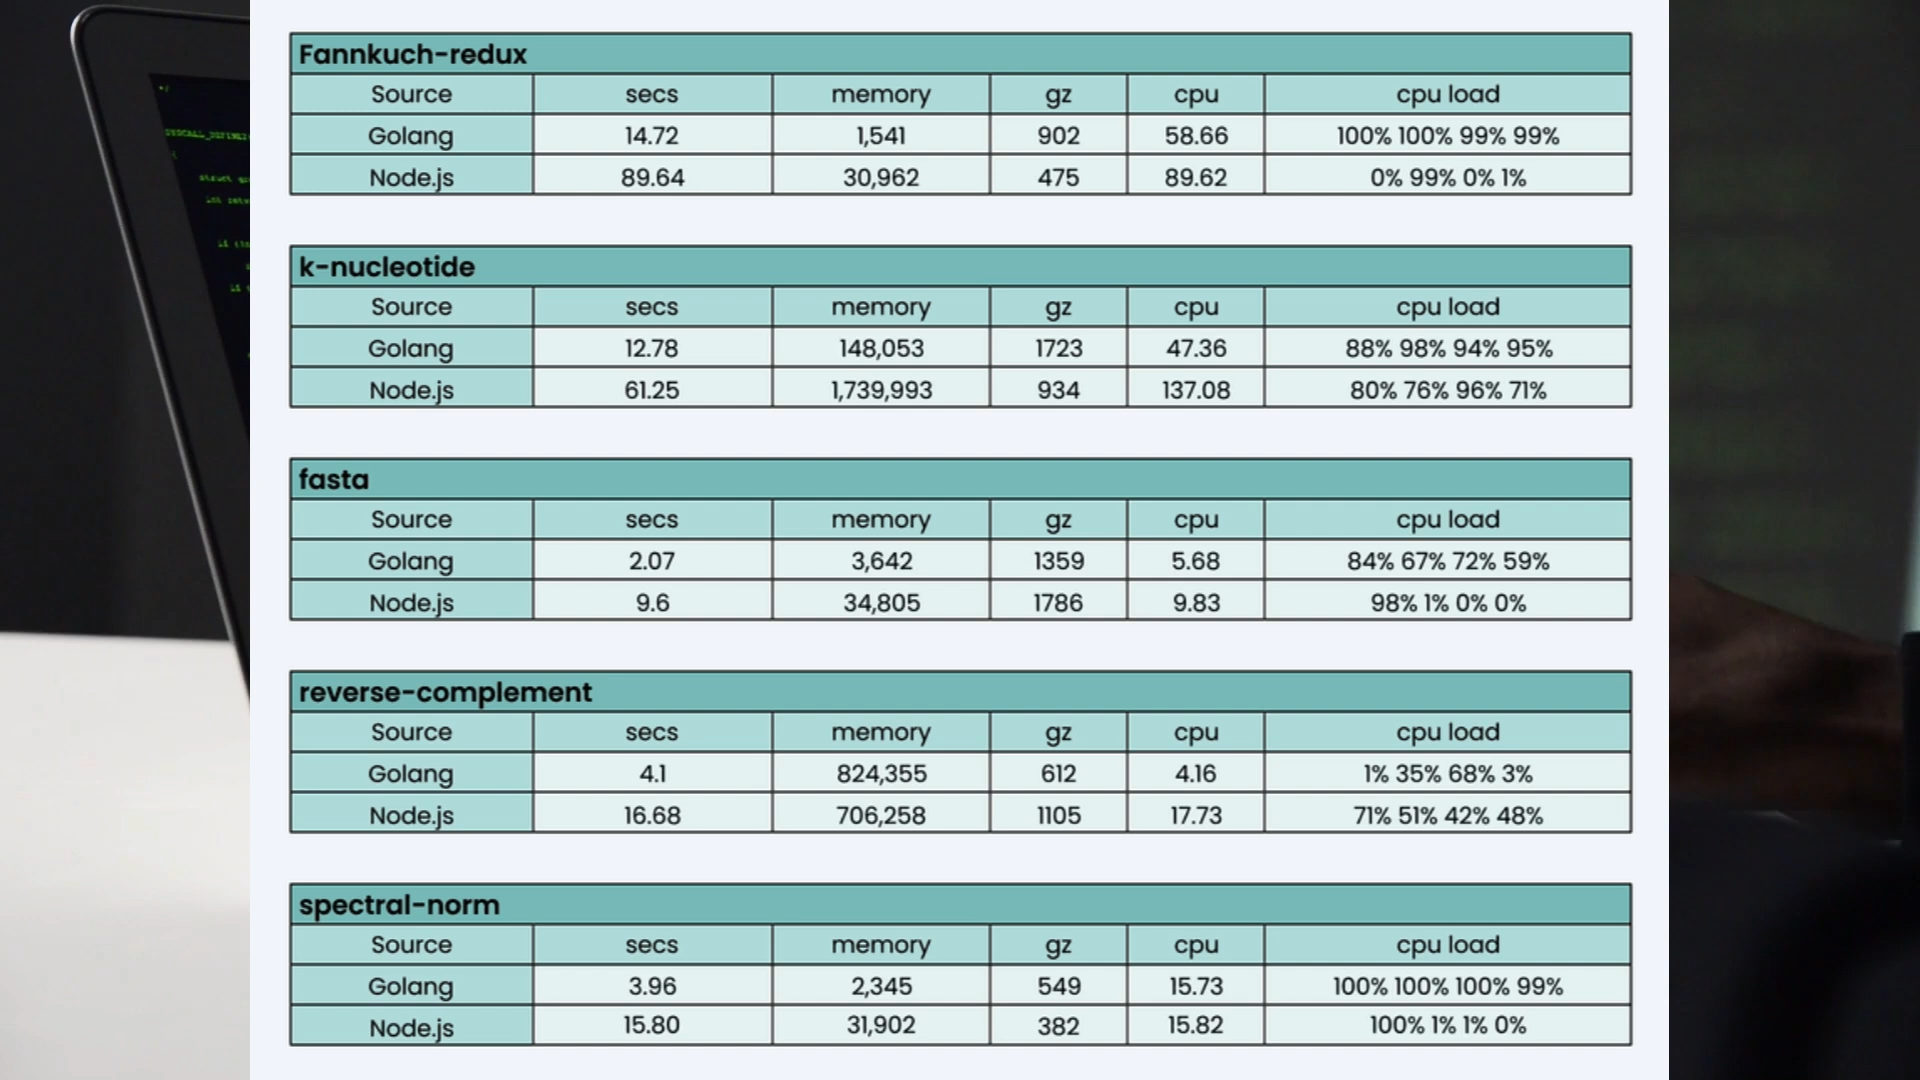 Fannkuch-redux
Source secs memory gz cpu cpu load
Golang 14.72 1,541 902 58.66 100% 100% 99% 99%
Node.js 89.64 30,962 475 89.62 0% 99% 0% 1%
k-nucleotide
Source secs memory gz cpu cpu load
Golang 12.78 148,053 1723 47.36 88% 98% 94% 95%
Node.js 61.25 1,739,993 934 137.08 80% 76% 96% 71%
fasta
Source secs memory gz cpu cpu load
Golang 2.07 3,642 1359 5.68 84% 67% 72% 59%
Node.js 9.6 34,805 1786 9.83 98% 1% 0% 0%
reverse-complement
Source secs memory gz cpu cpu load
Golang 4.1 824,355 612 4.16 1% 35% 68% 3%
Node.js 16.68 706,258 1105 17.73 71% 51% 42% 48%
spectral-norm
Source secs memory gz cpu cpu load
Golang 3.96 2,345 549 15.73 100% 100% 100% 99%
Node.js 15.80 31,902 382 15.82 100% 1% 1% 0%